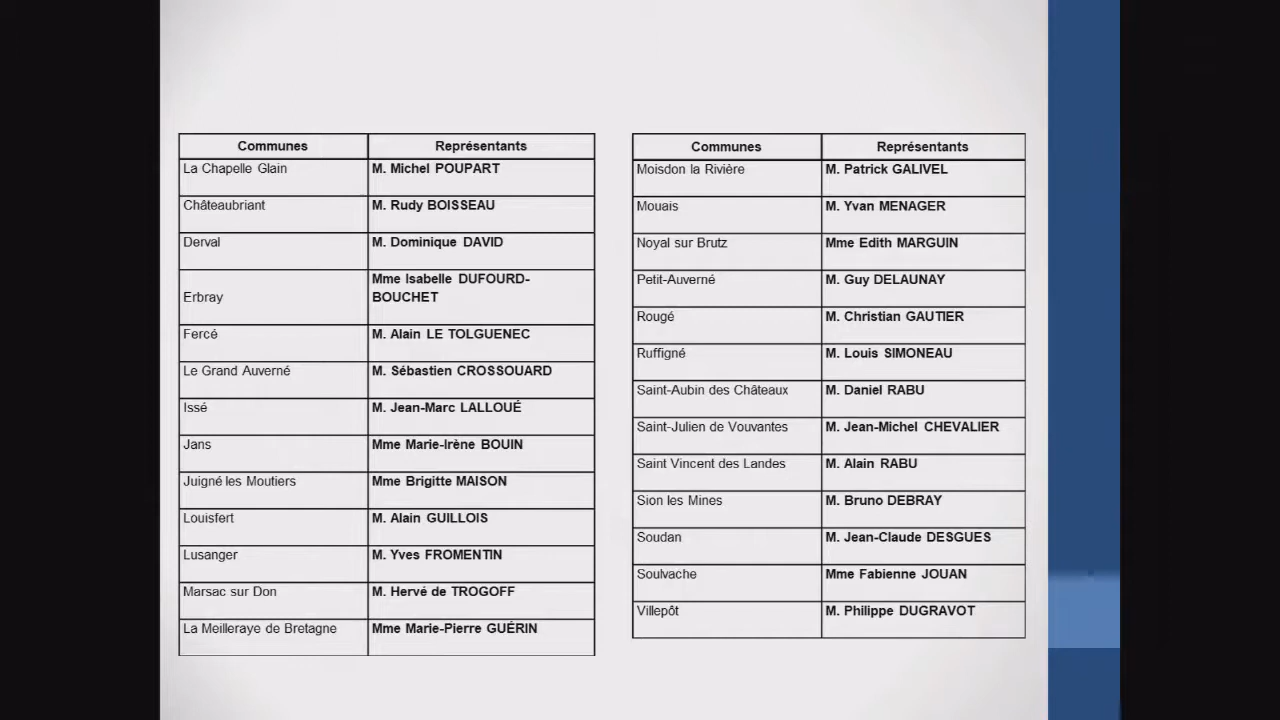 Communes Représentants
La Chapelle Glain M. Michel POUPART
Châteaubriant M. Rudy BOISSEAU
Derval M. Dominique DAVID
Erbray Mme Isabelle DUFOURD-
BOUCHET
Fercé M. Alain LE TOLGUENEC
Le Grand Auverné M. Sébastien CROSSOUARD
Issé M. Jean-Marc LALLOUÉ
Jans Mme Marie-Irène BOUIN
Juigné les Moutiers Mme Brigitte MAISON
Louisfert M. Alain GUILLOIS
Lusanger M. Yves FROMENTIN
Marsac sur Don M. Hervé de TROGOFF
La Meilleraye de Bretagne Mme Marie-Pierre GUÉRIN
Communes Représentants
Moisdon la Rivière M. Patrick GALIVEL
Mouais M. Yvan MENAGER
Noyal sur Brutz Mme Edith MARGUIN
Petit-Auverné M. Guy DELAUNAY
Rougé M. Christian GAUTIER
Ruffigné M. Louis SIMONEAU
Saint-Aubin des Châteaux M. Daniel RABU
Saint-Julien de Vouvantes M. Jean-Michel CHEVALIER
Saint Vincent des Landes M. Alain RABU
Sion les Mines M. Bruno DEBRAY
Soudan M. Jean-Claude DESGUES
Soulvache Mme Fabienne JOUAN
Villepôt M. Philippe DUGRAVOT